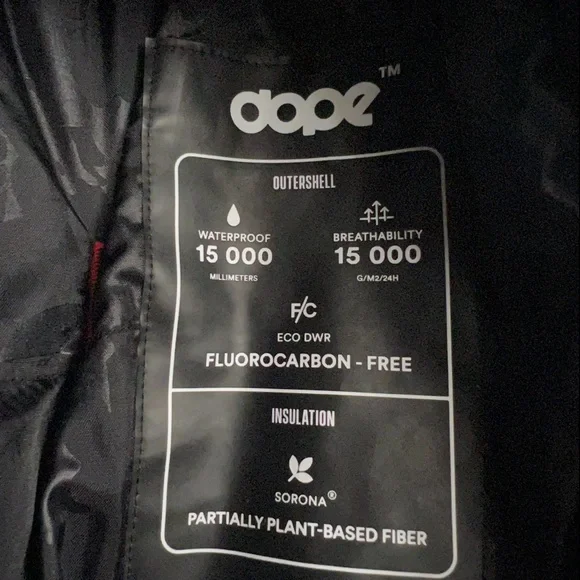 dope™
OUTERSHELL
WATERPROOF BREATHABILITY
15 000 15 000
MILLIMETERS G/M2/24H
F/C
ECO DWR
FLUOROCARBON - FREE
INSULATION
SORONA®
PARTIALLY PLANT-BASED FIBER